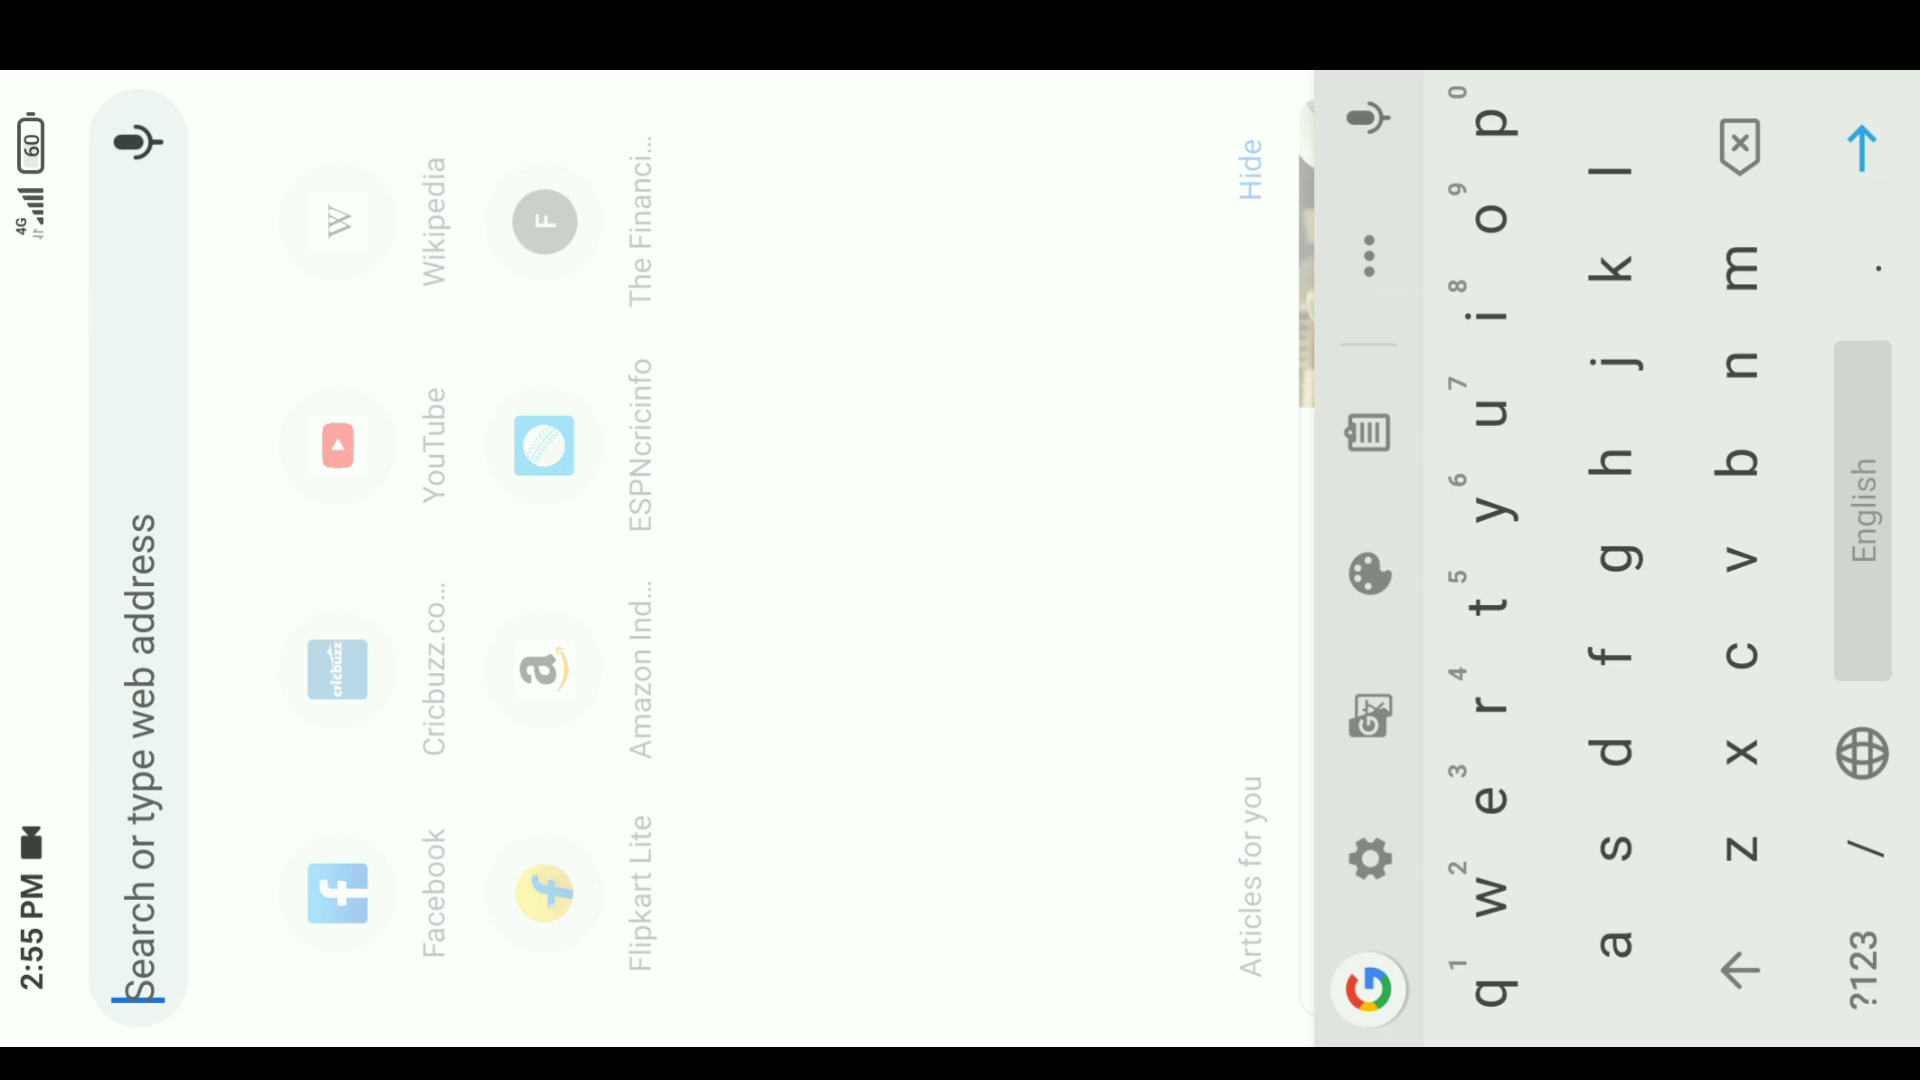 2:55 PM
4G
60
Search or type web address
f
cricbuzz
W
Facebook
Cricbuzz.co...
YouTube
Wikipedia
f
a
F
Flipkart Lite
Amazon Ind...
ESPNcricinfo
The Financi...
Articles for you
Hide
G
1 2 3 4 5 6 7 8 9 0
q w e r t y u i o p
a s d f g h j k l
z x c v b n m
?123 / English .